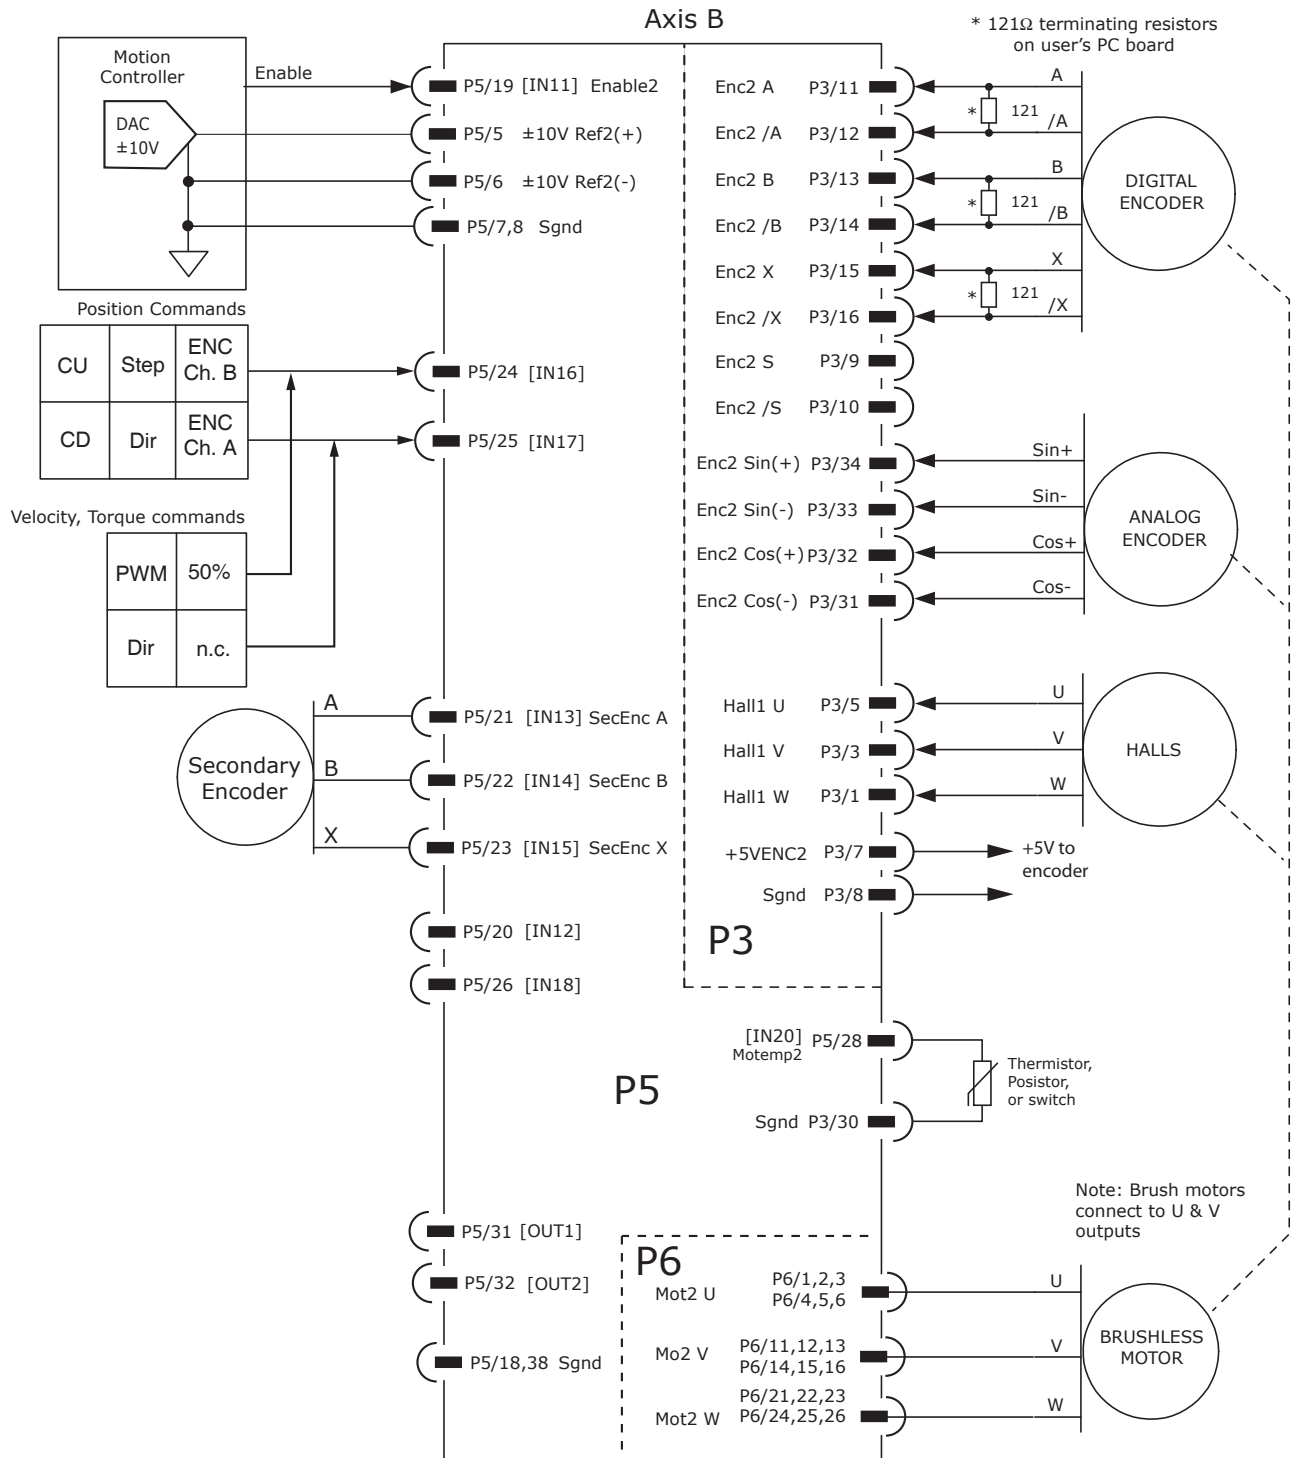 Axis B
* 121Ω terminating resistors
on user's PC board
Motion
Controller
Enable
DAC
±10V
P5/19 [IN11] Enable2
P5/5 ±10V Ref2(+)
P5/6 ±10V Ref2(-)
P5/7,8 Sgnd
Position Commands
CU Step ENC Ch. B
CD Dir ENC Ch. A
P5/24 [IN16]
P5/25 [IN17]
Velocity, Torque commands
PWM 50%
Dir n.c.
Secondary
Encoder
A
B
X
P5/21 [IN13] SecEnc A
P5/22 [IN14] SecEnc B
P5/23 [IN15] SecEnc X
P5/20 [IN12]
P5/26 [IN18]
P5
P5/31 [OUT1]
P5/32 [OUT2]
P5/18,38 Sgnd
Enc2 A P3/11
Enc2 /A P3/12
Enc2 B P3/13
Enc2 /B P3/14
Enc2 X P3/15
Enc2 /X P3/16
Enc2 S P3/9
Enc2 /S P3/10
A
* 121
/A
B
* 121
/B
X
* 121
/X
DIGITAL
ENCODER
Enc2 Sin(+) P3/34
Enc2 Sin(-) P3/33
Enc2 Cos(+) P3/32
Enc2 Cos(-) P3/31
Sin+
Sin-
Cos+
Cos-
ANALOG
ENCODER
Hall1 U P3/5
Hall1 V P3/3
Hall1 W P3/1
U
V
W
HALLS
+5VENC2 P3/7
+5V to
encoder
Sgnd P3/8
P3
[IN20] P5/28
Motemp2
Thermistor,
Posistor,
or switch
Sgnd P3/30
Note: Brush motors
connect to U & V
outputs
P6
Mot2 U
P6/1,2,3
P6/4,5,6
Mo2 V
P6/11,12,13
P6/14,15,16
Mot2 W
P6/21,22,23
P6/24,25,26
U
V
W
BRUSHLESS
MOTOR